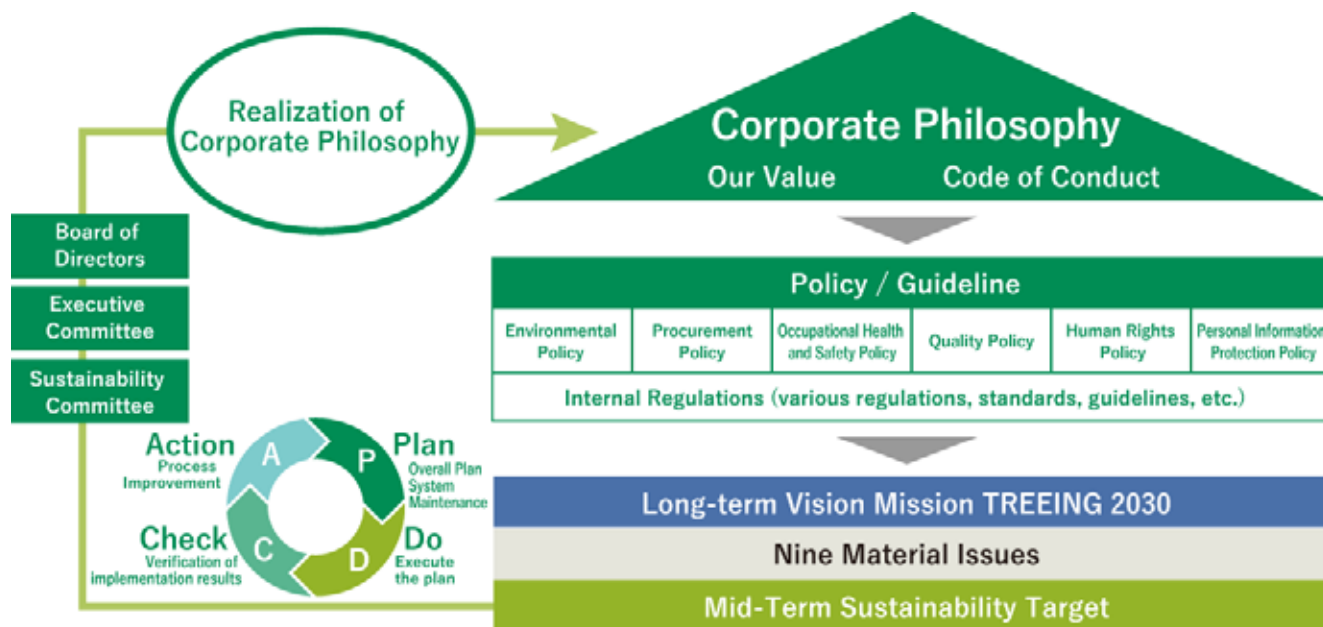 Realization of
Corporate Philosophy
Corporate Philosophy
Our Value
Code of Conduct
Board of
Directors
Executive
Committee
Sustainability
Committee
Policy / Guideline
Environmental
Policy
Procurement
Policy
Occupational Health
and Safety Policy
Quality Policy
Human Rights
Policy
Personal Information
Protection Policy
Internal Regulations (various regulations, standards, guidelines, etc.)
Action
Process
Improvement
A
P
Plan
Overall Plan
System
Maintenance
Check
Verification of
implementation results
C
D
Do
Execute
the plan
Long-term Vision Mission TREEING 2030
Nine Material Issues
Mid-Term Sustainability Target